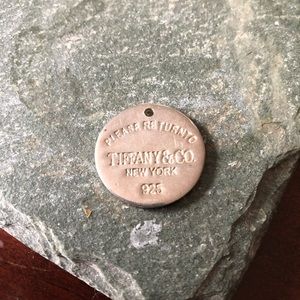 PLEASE RETURN TO
TIFFANY & CO.
NEW YORK
925